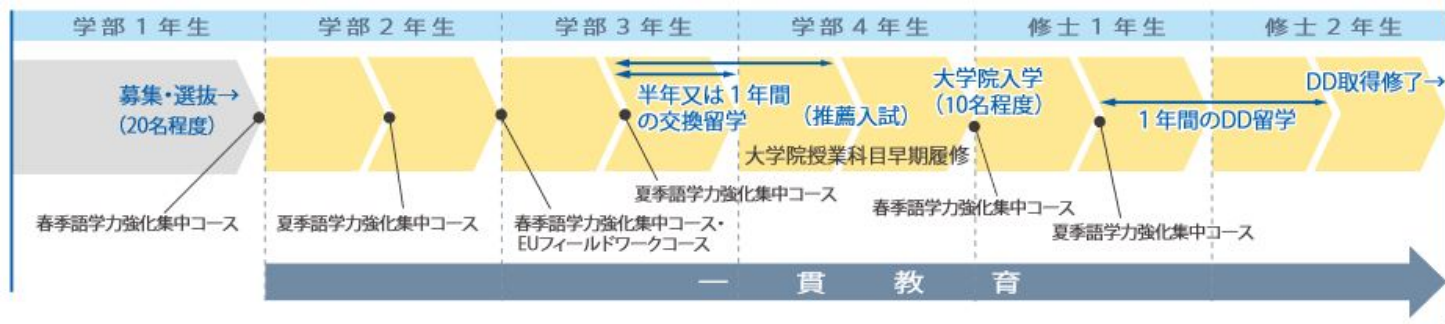 学部1年生 学部2年生 学部3年生 学部4年生 修士1年生 修士2年生
募集・選抜→
(20名程度)
半年又は1年間
の交換留学
(推薦入試)
大学院入学
(10名程度)
1年間のDD留学
DD取得修了→
大学院授業科目早期履修
春季語学力強化集中コース
夏季語学力強化集中コース
春季語学力強化集中コース・
EUフィールドワークコース
夏季語学力強化集中コース
春季語学力強化集中コース
夏季語学力強化集中コース
一貫教育